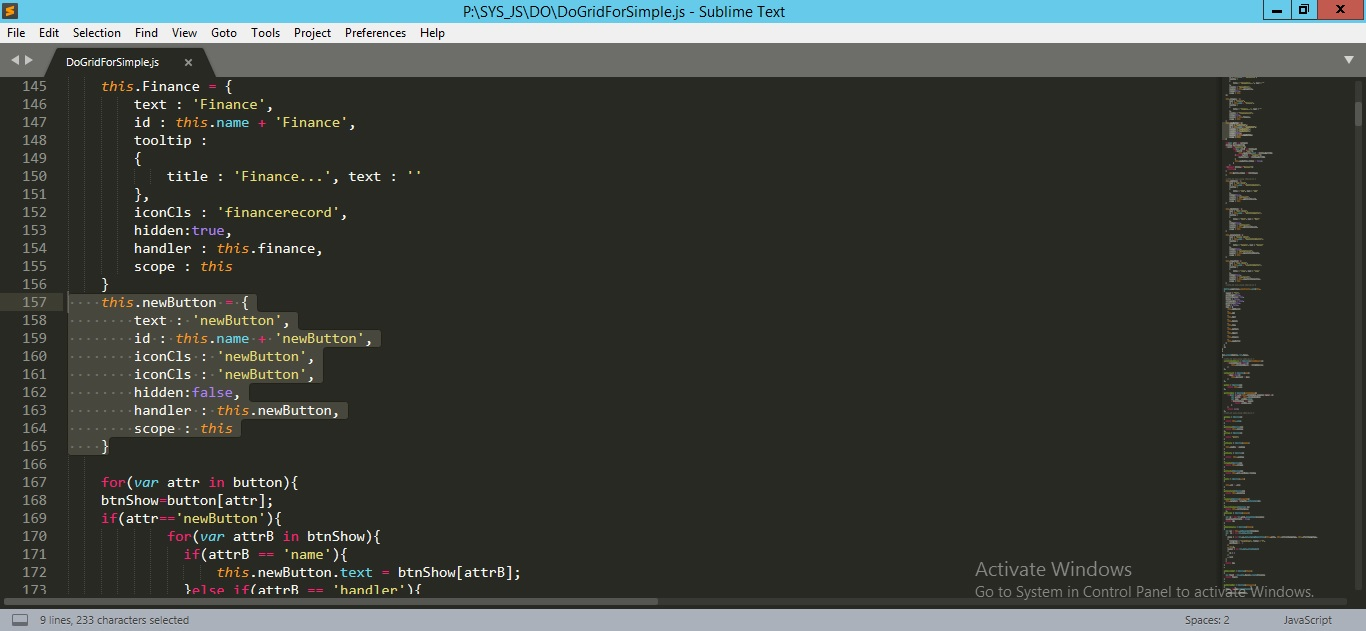 P:\SYS_JS\DO\DoGridForSimple.js - Sublime Text
File Edit Selection Find View Goto Tools Project Preferences Help
DoGridForSimple.js
145 this.Finance = {
146 text : 'Finance',
147 id : this.name + 'Finance',
148 tooltip :
149 {
150 title : 'Finance...', text : ''
151 },
152 iconCls : 'financerecord',
153 hidden:true,
154 handler : this.finance,
155 scope : this
156 }
157 this.newButton = {
158 text : 'newButton',
159 id : this.name + 'newButton',
160 iconCls : 'newButton',
161 iconCls : 'newButton',
162 hidden:false,
163 handler : this.newButton,
164 scope : this
165 }
166
167 for(var attr in button){
168 btnShow=button[attr];
169 if(attr=='newButton'){
170 for(var attrB in btnShow){
171 if(attrB == 'name'){
172 this.newButton.text = btnShow[attrB];
173 }else if(attrB == 'handler'){
Activate Windows
Go to System in Control Panel to activate Windows.
9 lines, 233 characters selected
Spaces: 2
JavaScript